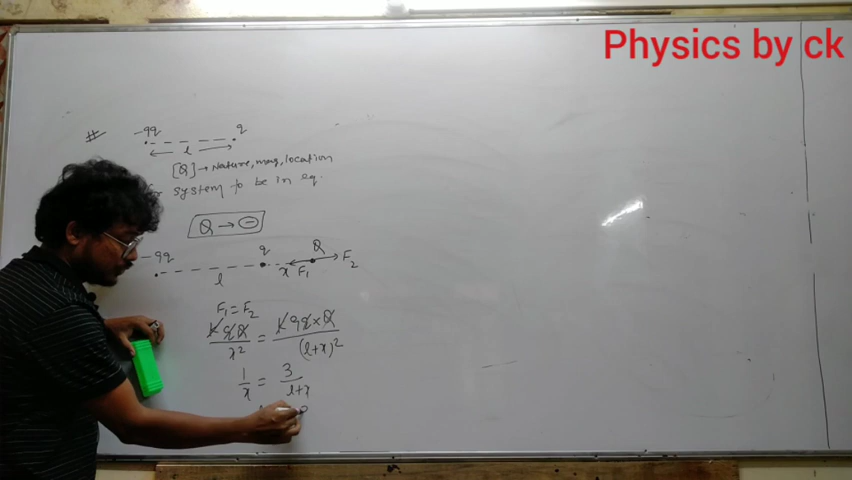 Physics by ck
# -9q q
l
[Q] → Nature, mag, location
for system to be in eq.
Q → ⊖
-9q q Q F₂
l x F₁
F₁ = F₂
KqQ/x² = K9q×Q/(l+x)²
1/x = 3/(l+x)